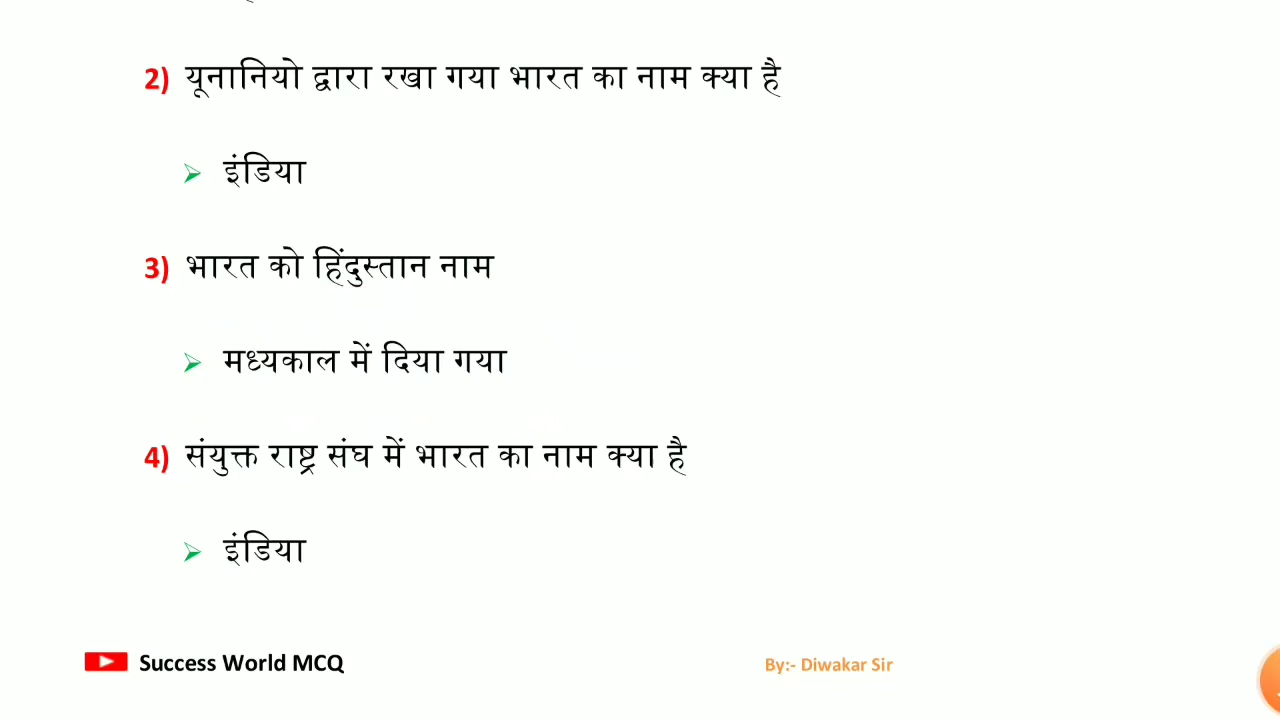 2) यूनानियो द्वारा रखा गया भारत का नाम क्या है
➢ इंडिया
3) भारत को हिंदुस्तान नाम
➢ मध्यकाल में दिया गया
4) संयुक्त राष्ट्र संघ में भारत का नाम क्या है
➢ इंडिया
Success World MCQ By:- Diwakar Sir